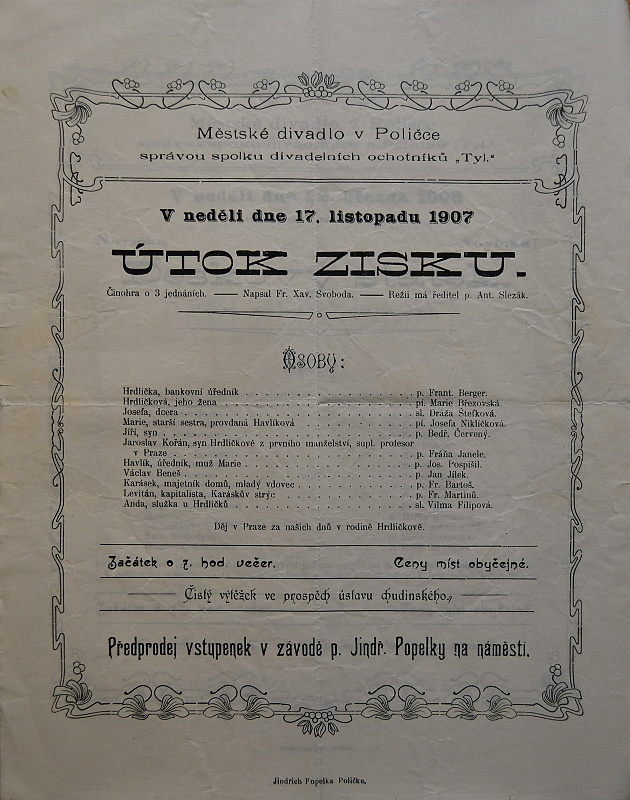 Městské divadlo v Poličce
správou spolku divadelních ochotníků „Tyl.“
V neděli dne 17. listopadu 1907
ÚTOK ZISKU.
Činohra o 3 jednáních. — Napsal Fr. Xav. Svoboda. — Režii má ředitel p. Ant. Slezák.
Osoby:
Hrdlička, bankovní úředník . . . . . . . . . . . . . . . . . p. Frant. Berger.
Hrdličková, jeho žena . . . . . . . . . . . . . . . . . . . pí. Marie Březovská
Josefa, dcera . . . . . . . . . . . . . . . . . . . . . . . sl. Dráža Štefková.
Marie, starší sestra, provdaná Havlíková . . . . . . . . . . pí. Josefa Nikličková.
Jiří, syn . . . . . . . . . . . . . . . . . . . . . . . . . p. Bedř. Červený.
Jaroslav Kořán, syn Hrdličkové z prvního manželství, supl. profesor
v Praze . . . . . . . . . . . . . . . . . . . . . . . . p. Fráňa Janele.
Havlík, úředník, muž Marie . . . . . . . . . . . . . . . . . p. Jos. Pospíšil.
Václav Beneš . . . . . . . . . . . . . . . . . . . . . . . p. Jan Jílek.
Karásek, majetník domů, mladý vdovec . . . . . . . . . . . . p. Fr. Bartoš.
Levitán, kapitalista, Karáskův strýc . . . . . . . . . . . . p. Fr. Martinů.
Anda, služka u Hrdličků . . . . . . . . . . . . . . . . . . sl. Vilma Filipová.
Děj v Praze za našich dnů v rodině Hrdličkově.
Začátek o 7. hod. večer. Ceny míst obyčejné.
Čistý výtěžek ve prospěch ústavu chudinského.
Předprodej vstupenek v závodě p. Jindř. Popelky na náměstí.
Jindřich Popelka Polička.